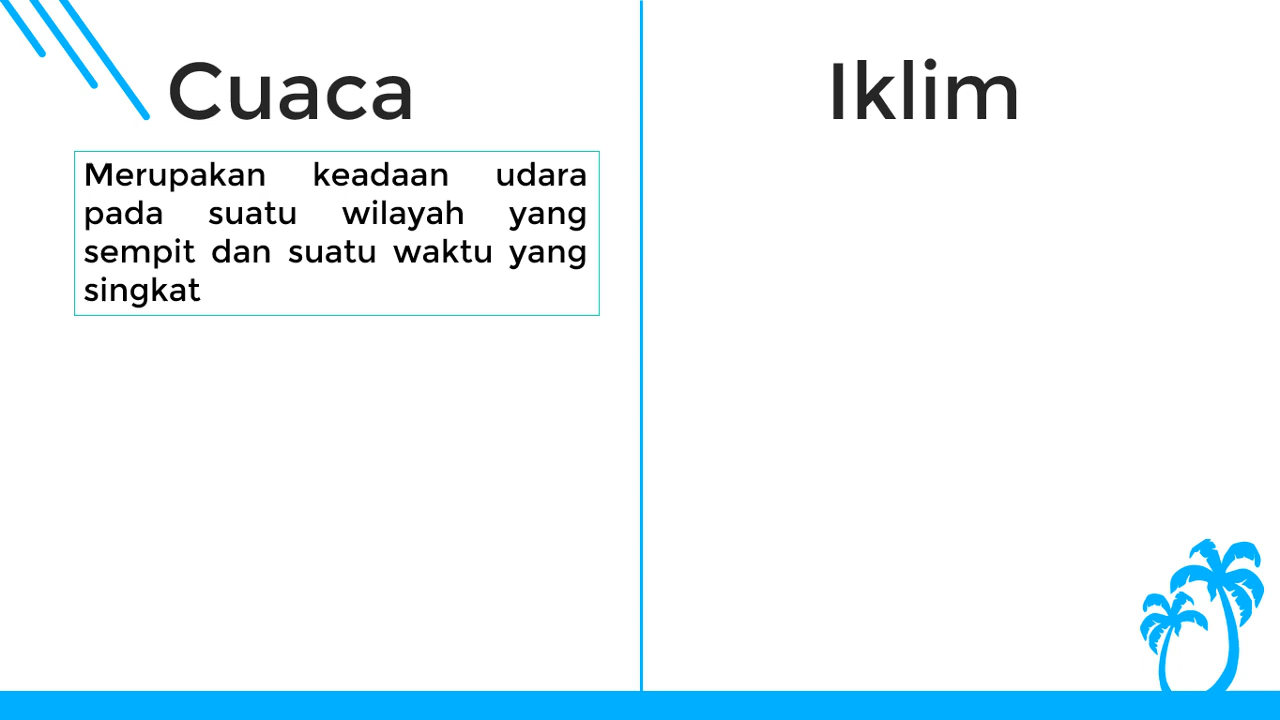 Cuaca
Iklim
Merupakan keadaan udara
pada suatu wilayah yang
sempit dan suatu waktu yang
singkat